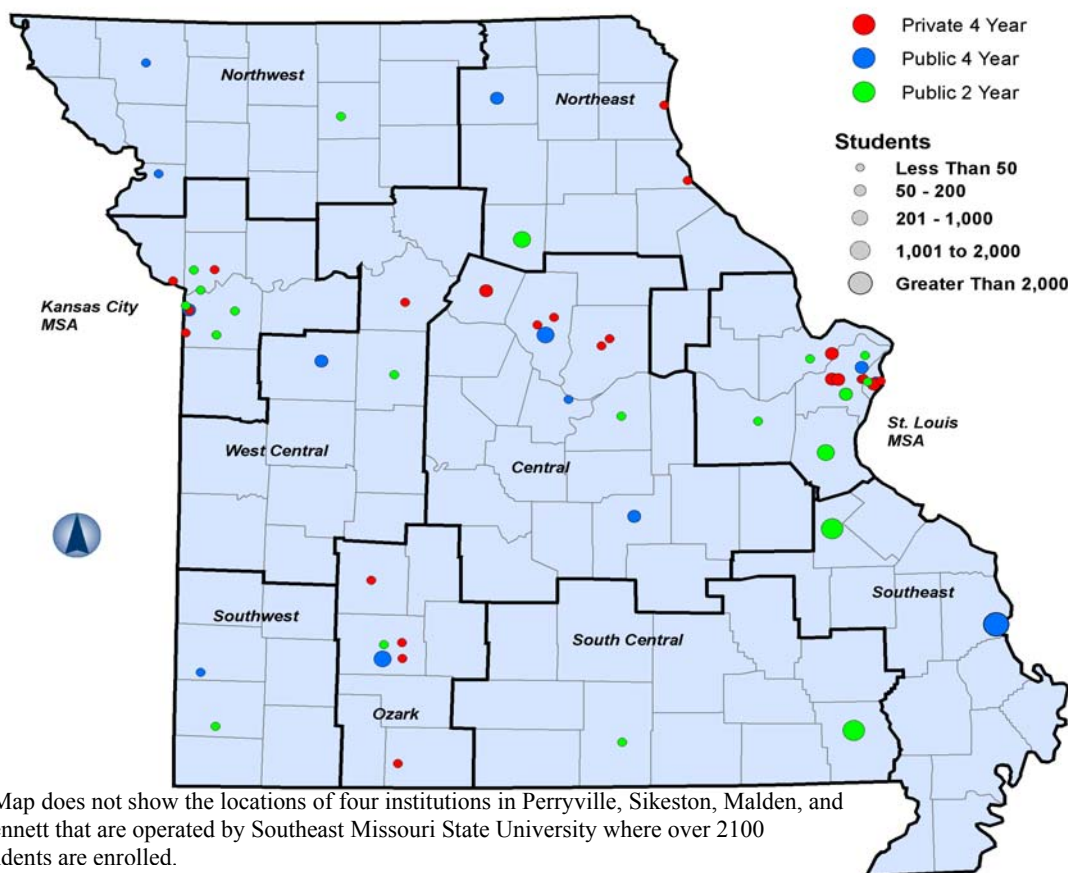 Private 4 Year
Public 4 Year
Public 2 Year
Students
Less Than 50
50 - 200
201 - 1,000
1,001 to 2,000
Greater Than 2,000
Northwest
Northeast
Kansas City
MSA
St. Louis
MSA
West Central
Central
Southwest
South Central
Southeast
Ozark
Map does not show the locations of four institutions in Perryville, Sikeston, Malden, and
ennett that are operated by Southeast Missouri State University where over 2100
idents are enrolled.